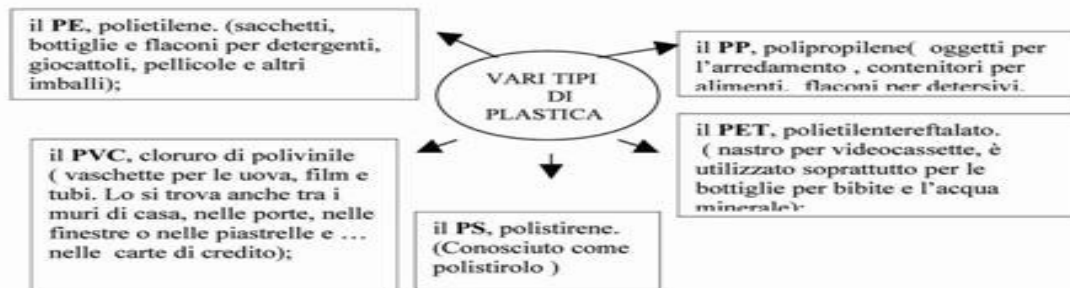 il PE, polietilene. (sacchetti,
bottiglie e flaconi per detergenti,
giocattoli, pellicole e altri
imballi);
VARI TIPI
DI
PLASTICA
il PP, polipropilene( oggetti per
l'arredamento , contenitori per
alimenti, flaconi per detersivi.
il PVC, cloruro di polivinile
( vaschette per le uova, film e
tubi. Lo si trova anche tra i
muri di casa, nelle porte, nelle
finestre o nelle piastrelle e …
nelle carte di credito);
il PS, polistirene.
(Conosciuto come
polistirolo )
il PET, polietilentereftalato.
( nastro per videocassette, è
utilizzato soprattutto per le
bottiglie per bibite e l'acqua
minerale);